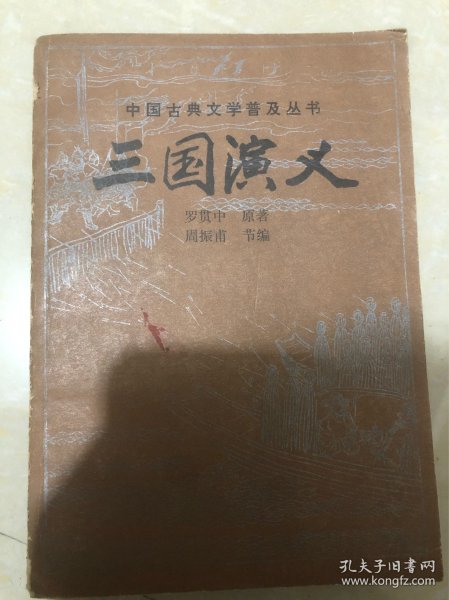 中国古典文学普及丛书
三国演义
罗贯中 原著
周振甫 节编
孔夫子旧书网
www.kongfz.com